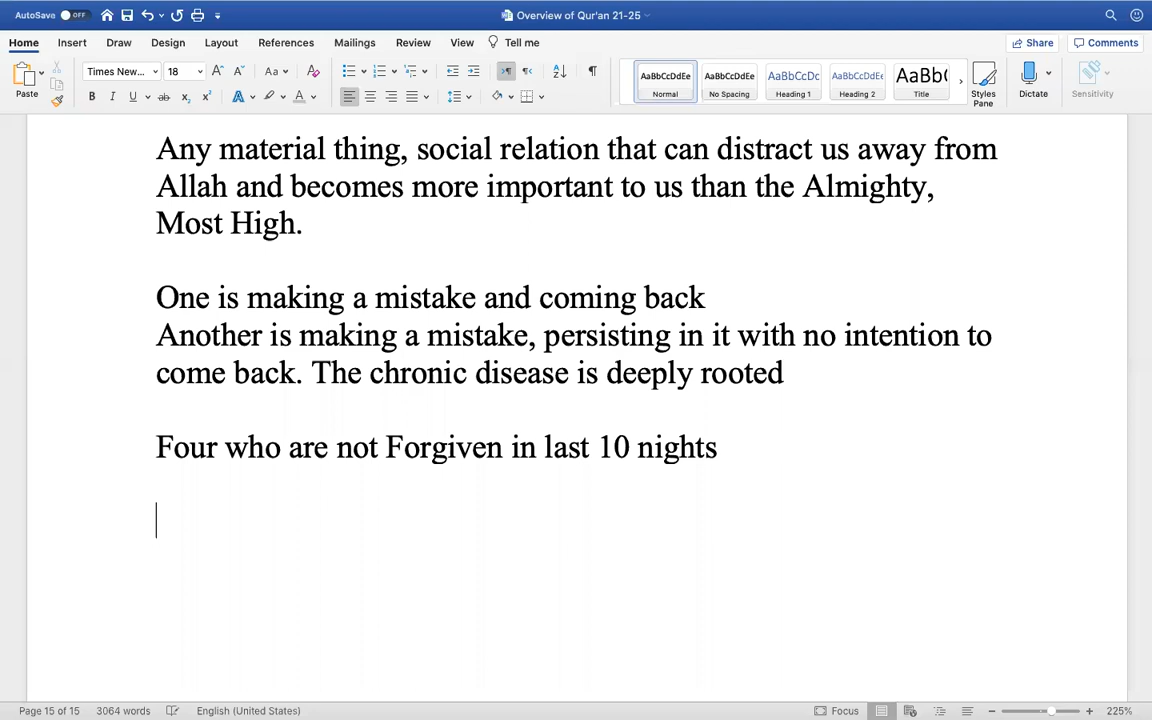 AutoSave OFF Overview of Qur'an 21-25
Home Insert Draw Design Layout References Mailings Review View Tell me Share Comments
Times New... 18 Aa AaBbCcDdEe AaBbCcDdEe AaBbCcDc AaBbCcDdEe AaBb(
Paste B I U ab x₂ x² A A Normal No Spacing Heading 1 Heading 2 Title Styles Pane Dictate Sensitivity
Any material thing, social relation that can distract us away from
Allah and becomes more important to us than the Almighty,
Most High.
One is making a mistake and coming back
Another is making a mistake, persisting in it with no intention to
come back. The chronic disease is deeply rooted
Four who are not Forgiven in last 10 nights
Page 15 of 15 3064 words English (United States) Focus 225%